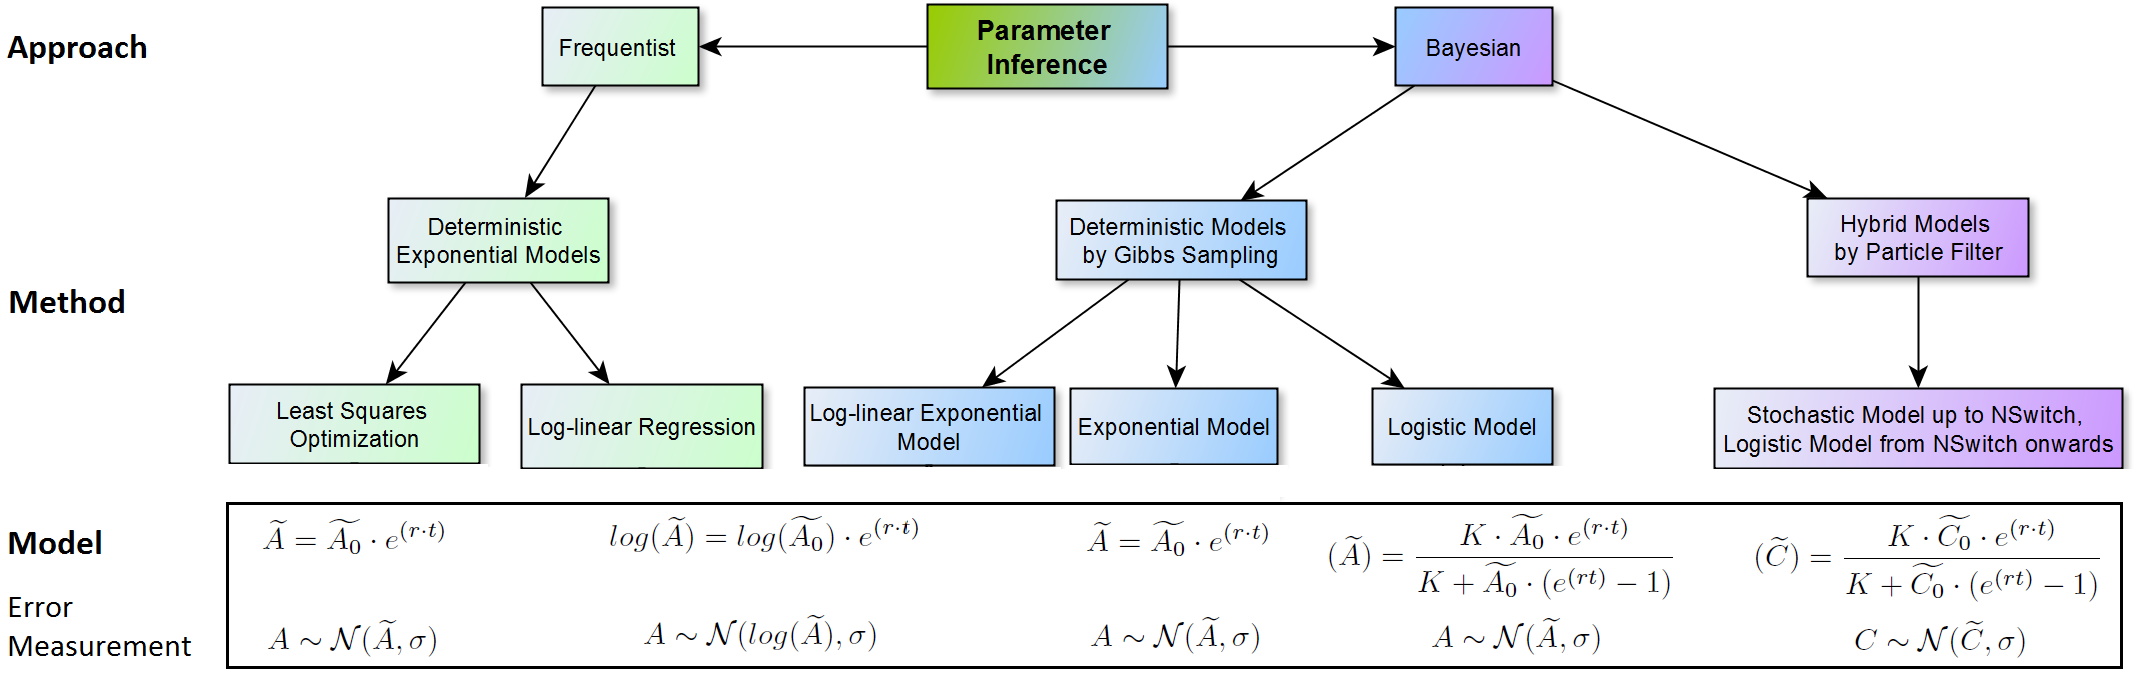 Approach
Frequentist
Parameter
Inference
Bayesian
Deterministic
Exponential Models
Deterministic Models
by Gibbs Sampling
Hybrid Models
by Particle Filter
Method
Least Squares
Optimization
Log-linear Regression
Log-linear Exponential
Model
Exponential Model
Logistic Model
Stochastic Model up to NSwitch,
Logistic Model from NSwitch onwards
Model
$\widetilde{A} = \widetilde{A_0} \cdot e^{(r \cdot t)}$
$log(\widetilde{A}) = log(\widetilde{A_0}) \cdot e^{(r \cdot t)}$
$\widetilde{A} = \widetilde{A_0} \cdot e^{(r \cdot t)}$
$(\widetilde{A}) = \frac{K \cdot \widetilde{A_0} \cdot e^{(r \cdot t)}}{K + \widetilde{A_0} \cdot (e^{(rt)} - 1)}$
$(\widetilde{C}) = \frac{K \cdot \widetilde{C_0} \cdot e^{(r \cdot t)}}{K + \widetilde{C_0} \cdot (e^{(rt)} - 1)}$
Error
Measurement
$A \sim \mathcal{N}(\widetilde{A}, \sigma)$
$A \sim \mathcal{N}(log(\widetilde{A}), \sigma)$
$A \sim \mathcal{N}(\widetilde{A}, \sigma)$
$A \sim \mathcal{N}(\widetilde{A}, \sigma)$
$C \sim \mathcal{N}(\widetilde{C}, \sigma)$